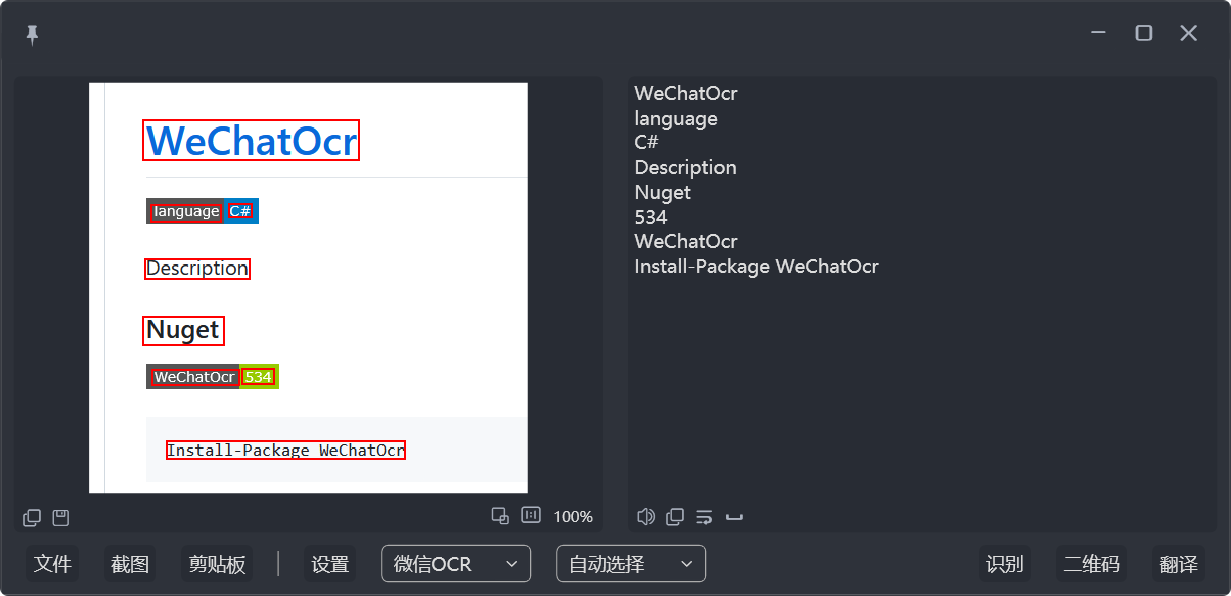 WeChatOcr
language C#
Description
Nuget
WeChatOcr 534
Install-Package WeChatOcr
100%
WeChatOcr
language
C#
Description
Nuget
534
WeChatOcr
Install-Package WeChatOcr
文件 截图 剪贴板 设置 微信OCR 自动选择 识别 二维码 翻译